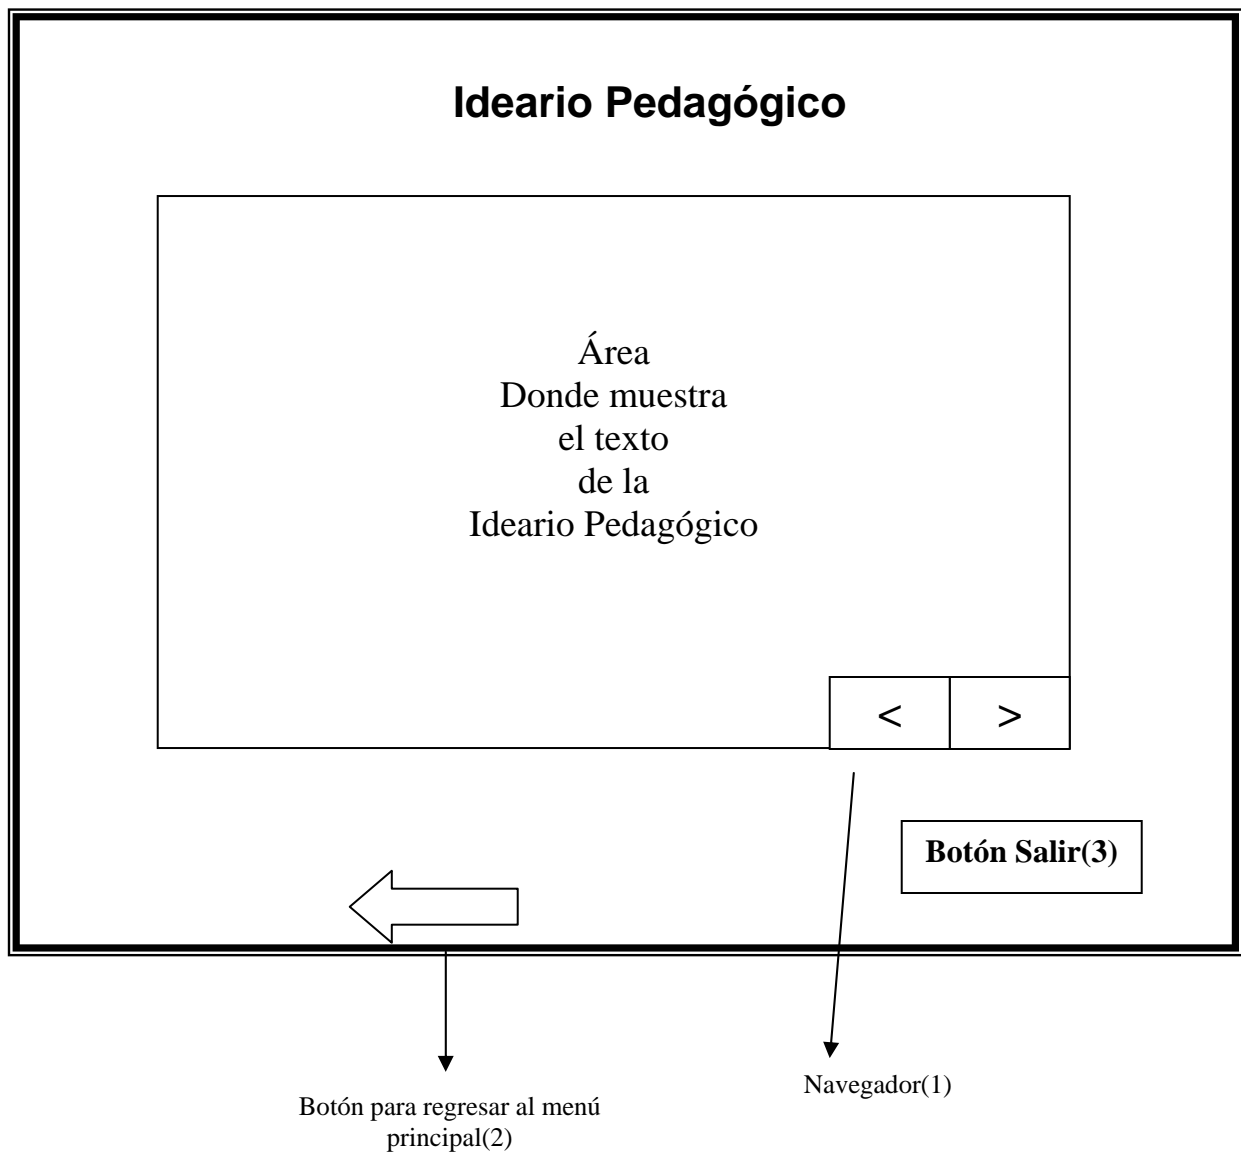 Ideario Pedagógico
Área
Donde muestra
el texto
de la
Ideario Pedagógico
< >
Botón Salir(3)
Navegador(1)
Botón para regresar al menú
principal(2)